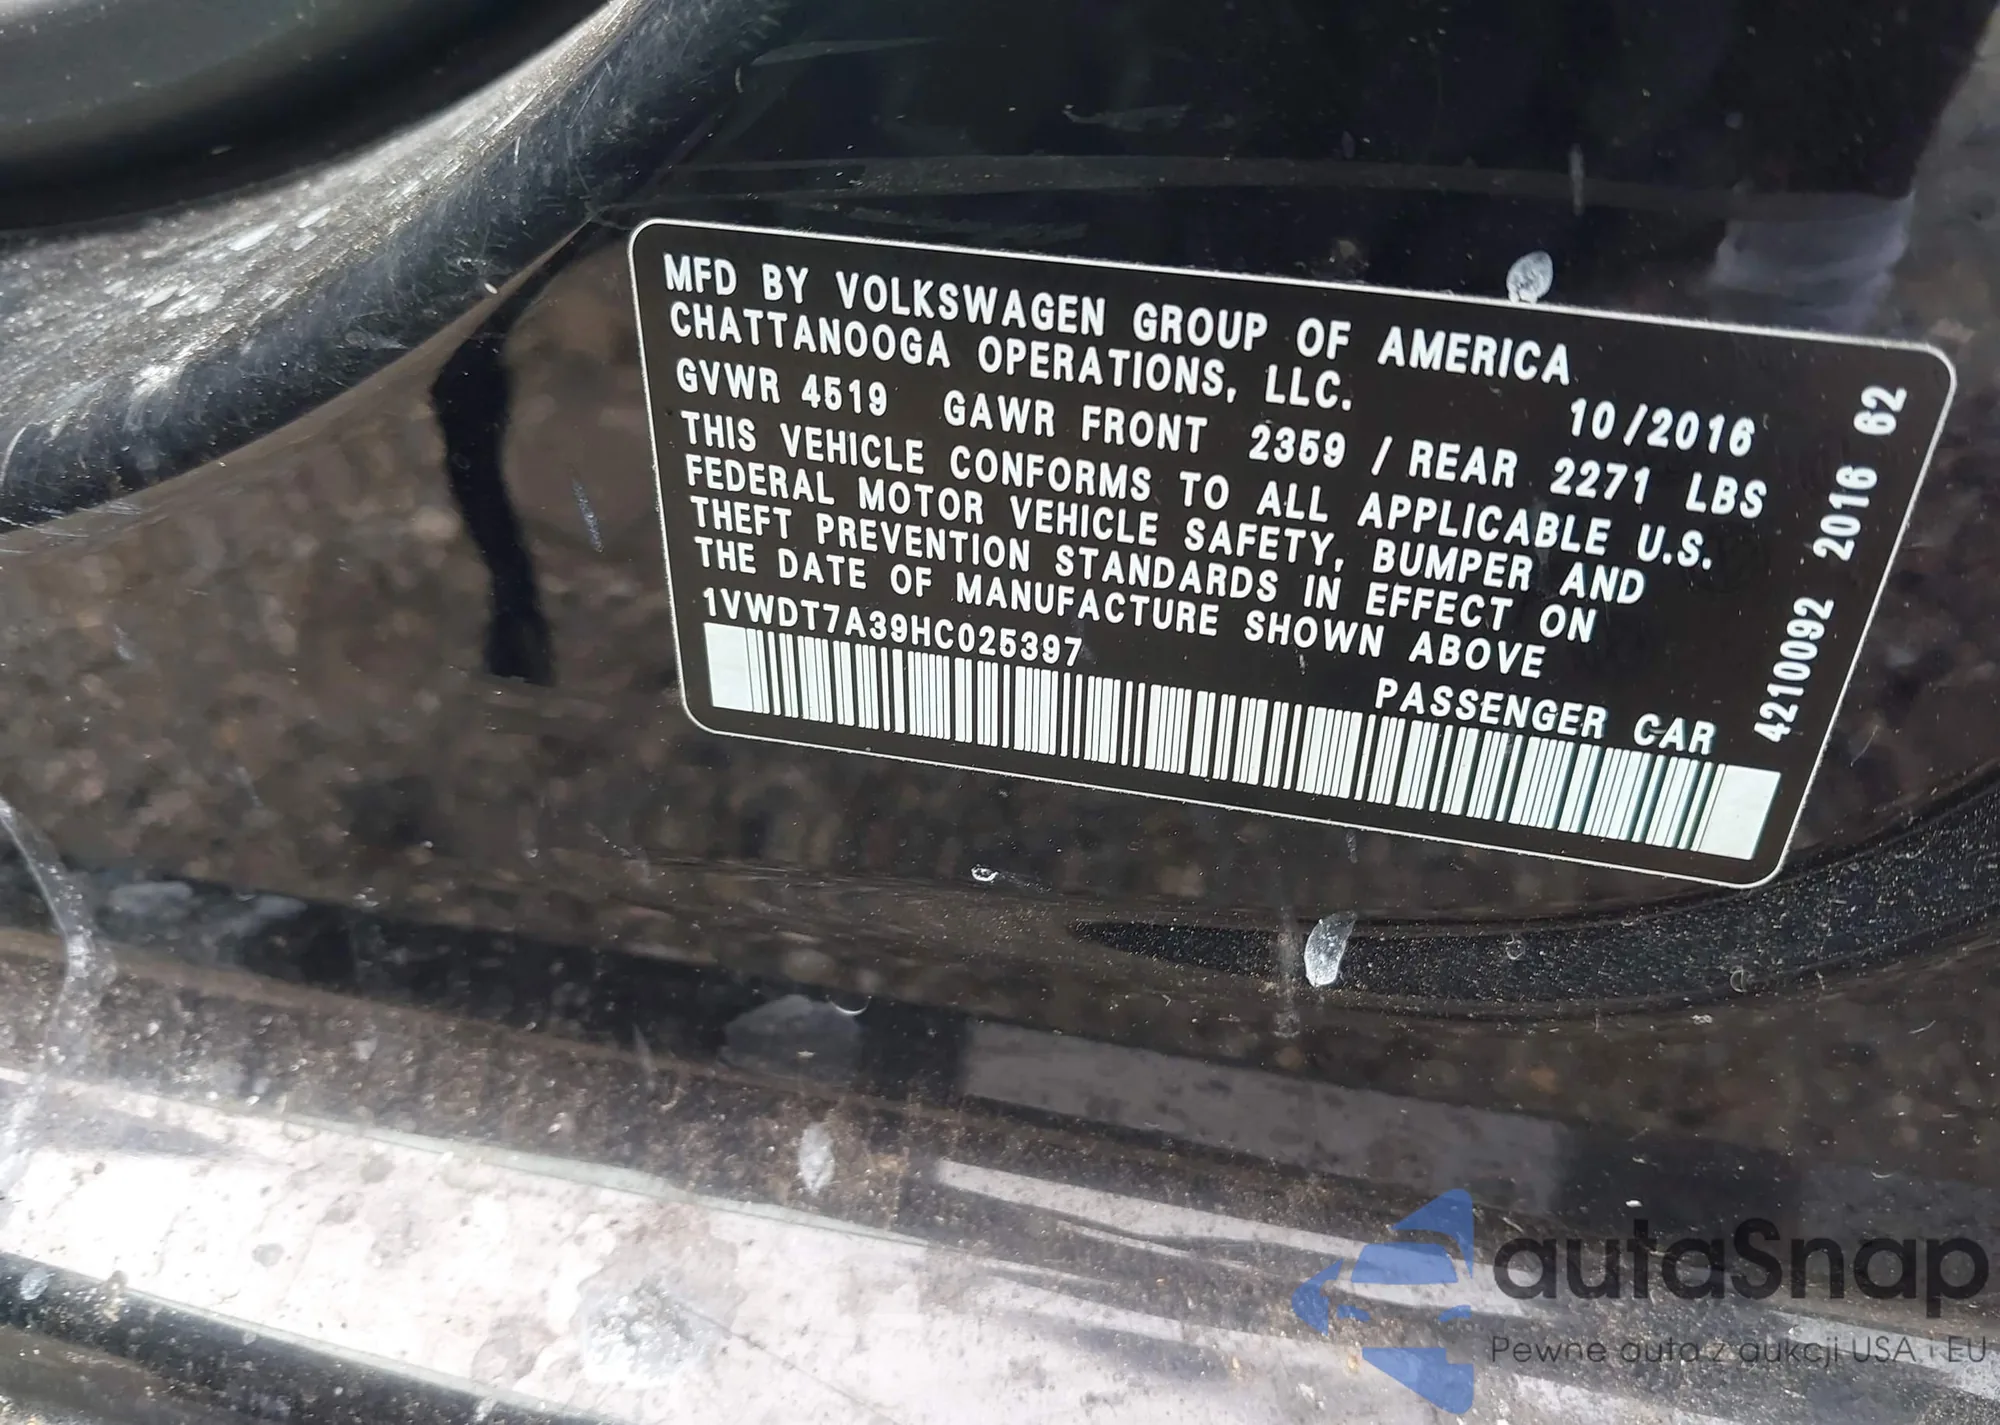 MFD BY VOLKSWAGEN GROUP OF AMERICA
CHATTANOOGA OPERATIONS, LLC.
10/2016
GVWR 4519 GAWR FRONT 2359 / REAR 2271 LBS
THIS VEHICLE CONFORMS TO ALL APPLICABLE U.S.
FEDERAL MOTOR VEHICLE SAFETY, BUMPER AND
THEFT PREVENTION STANDARDS IN EFFECT ON
THE DATE OF MANUFACTURE SHOWN ABOVE
1VWDT7A39HC025397
PASSENGER CAR
4210092 2016 62
autaSnap
Pewne auta z aukcji USA i EU